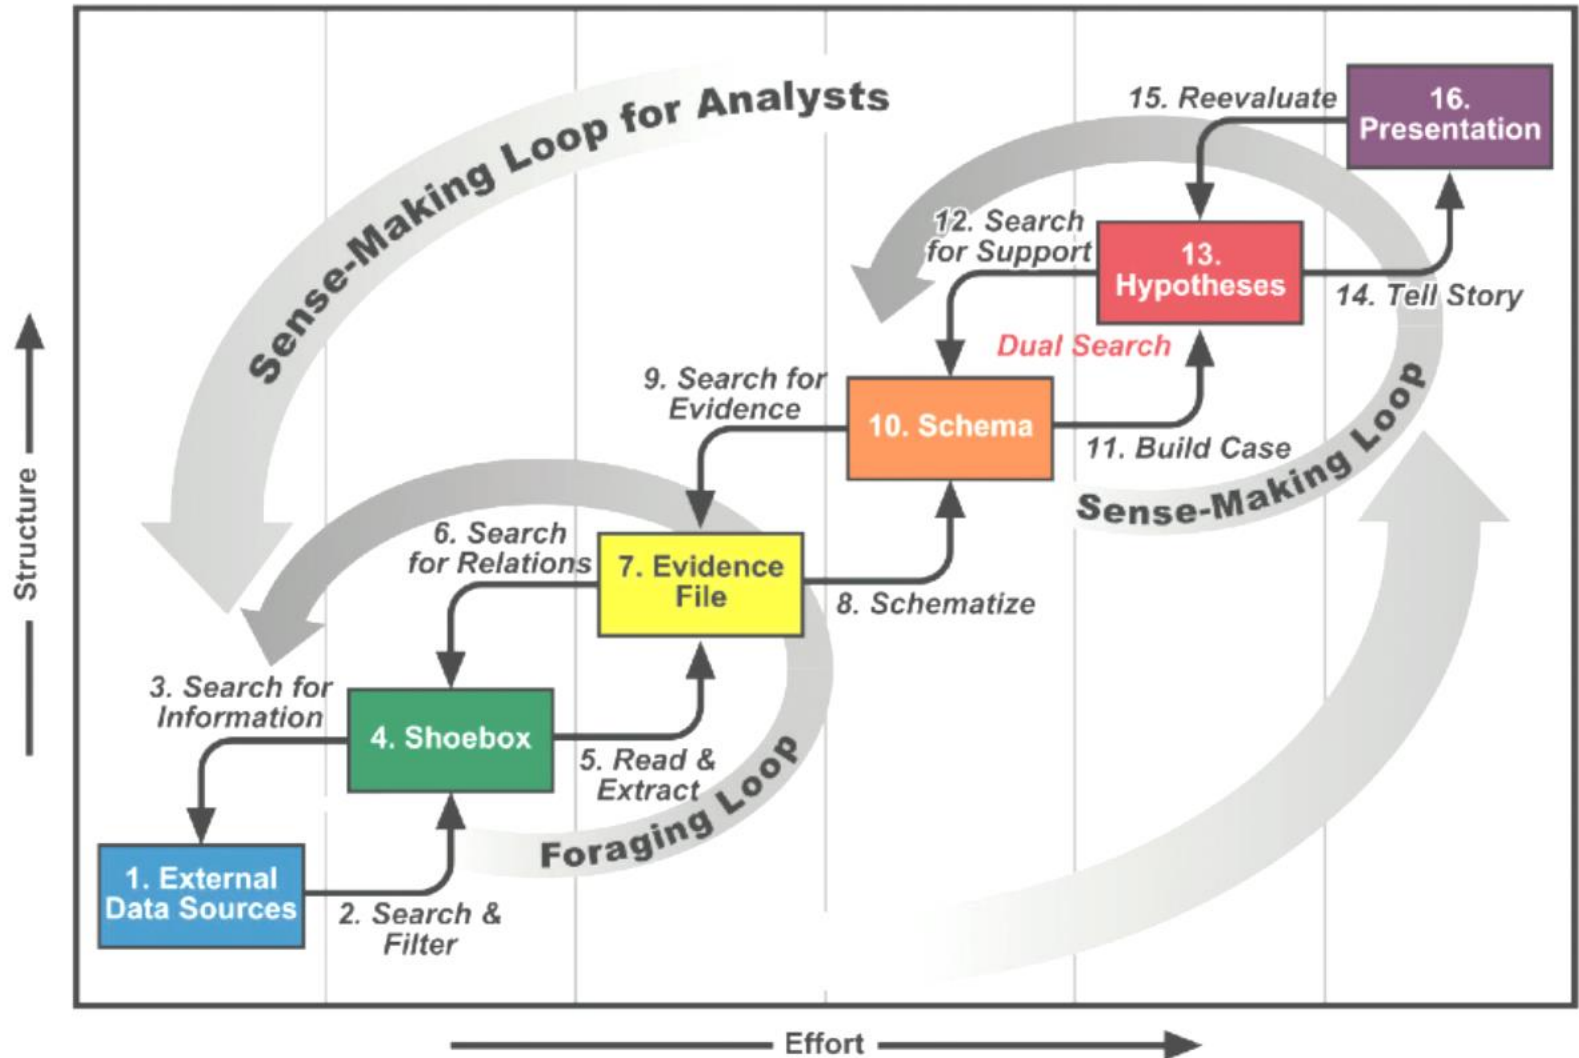 Sense-Making Loop for Analysts
15. Reevaluate
16.
Presentation
12. Search
for Support
13.
Hypotheses
14. Tell Story
Dual Search
9. Search for
Evidence
10. Schema
11. Build Case
Sense-Making Loop
6. Search
for Relations
7. Evidence
File
8. Schematize
3. Search for
Information
4. Shoebox
5. Read &
Extract
Foraging Loop
1. External
Data Sources
2. Search &
Filter
Structure
Effort